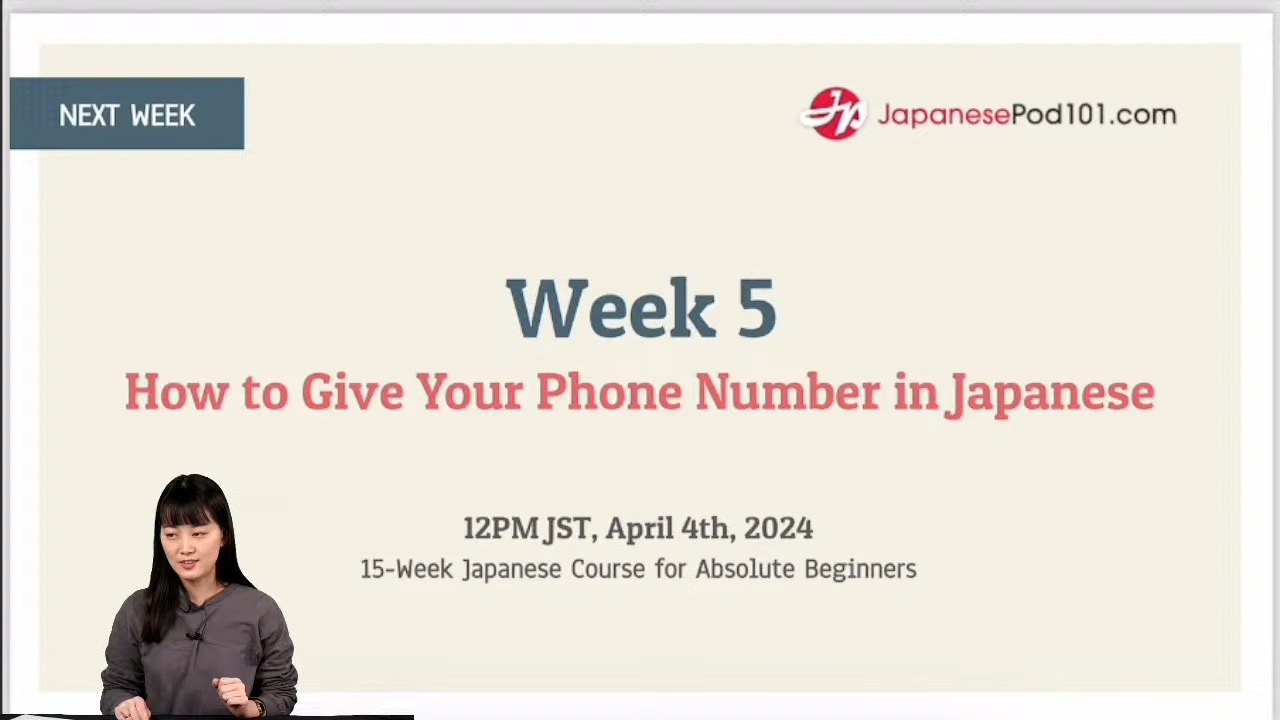 NEXT WEEK
JapanesePod101.com
Week 5
How to Give Your Phone Number in Japanese
12PM JST, April 4th, 2024
15-Week Japanese Course for Absolute Beginners